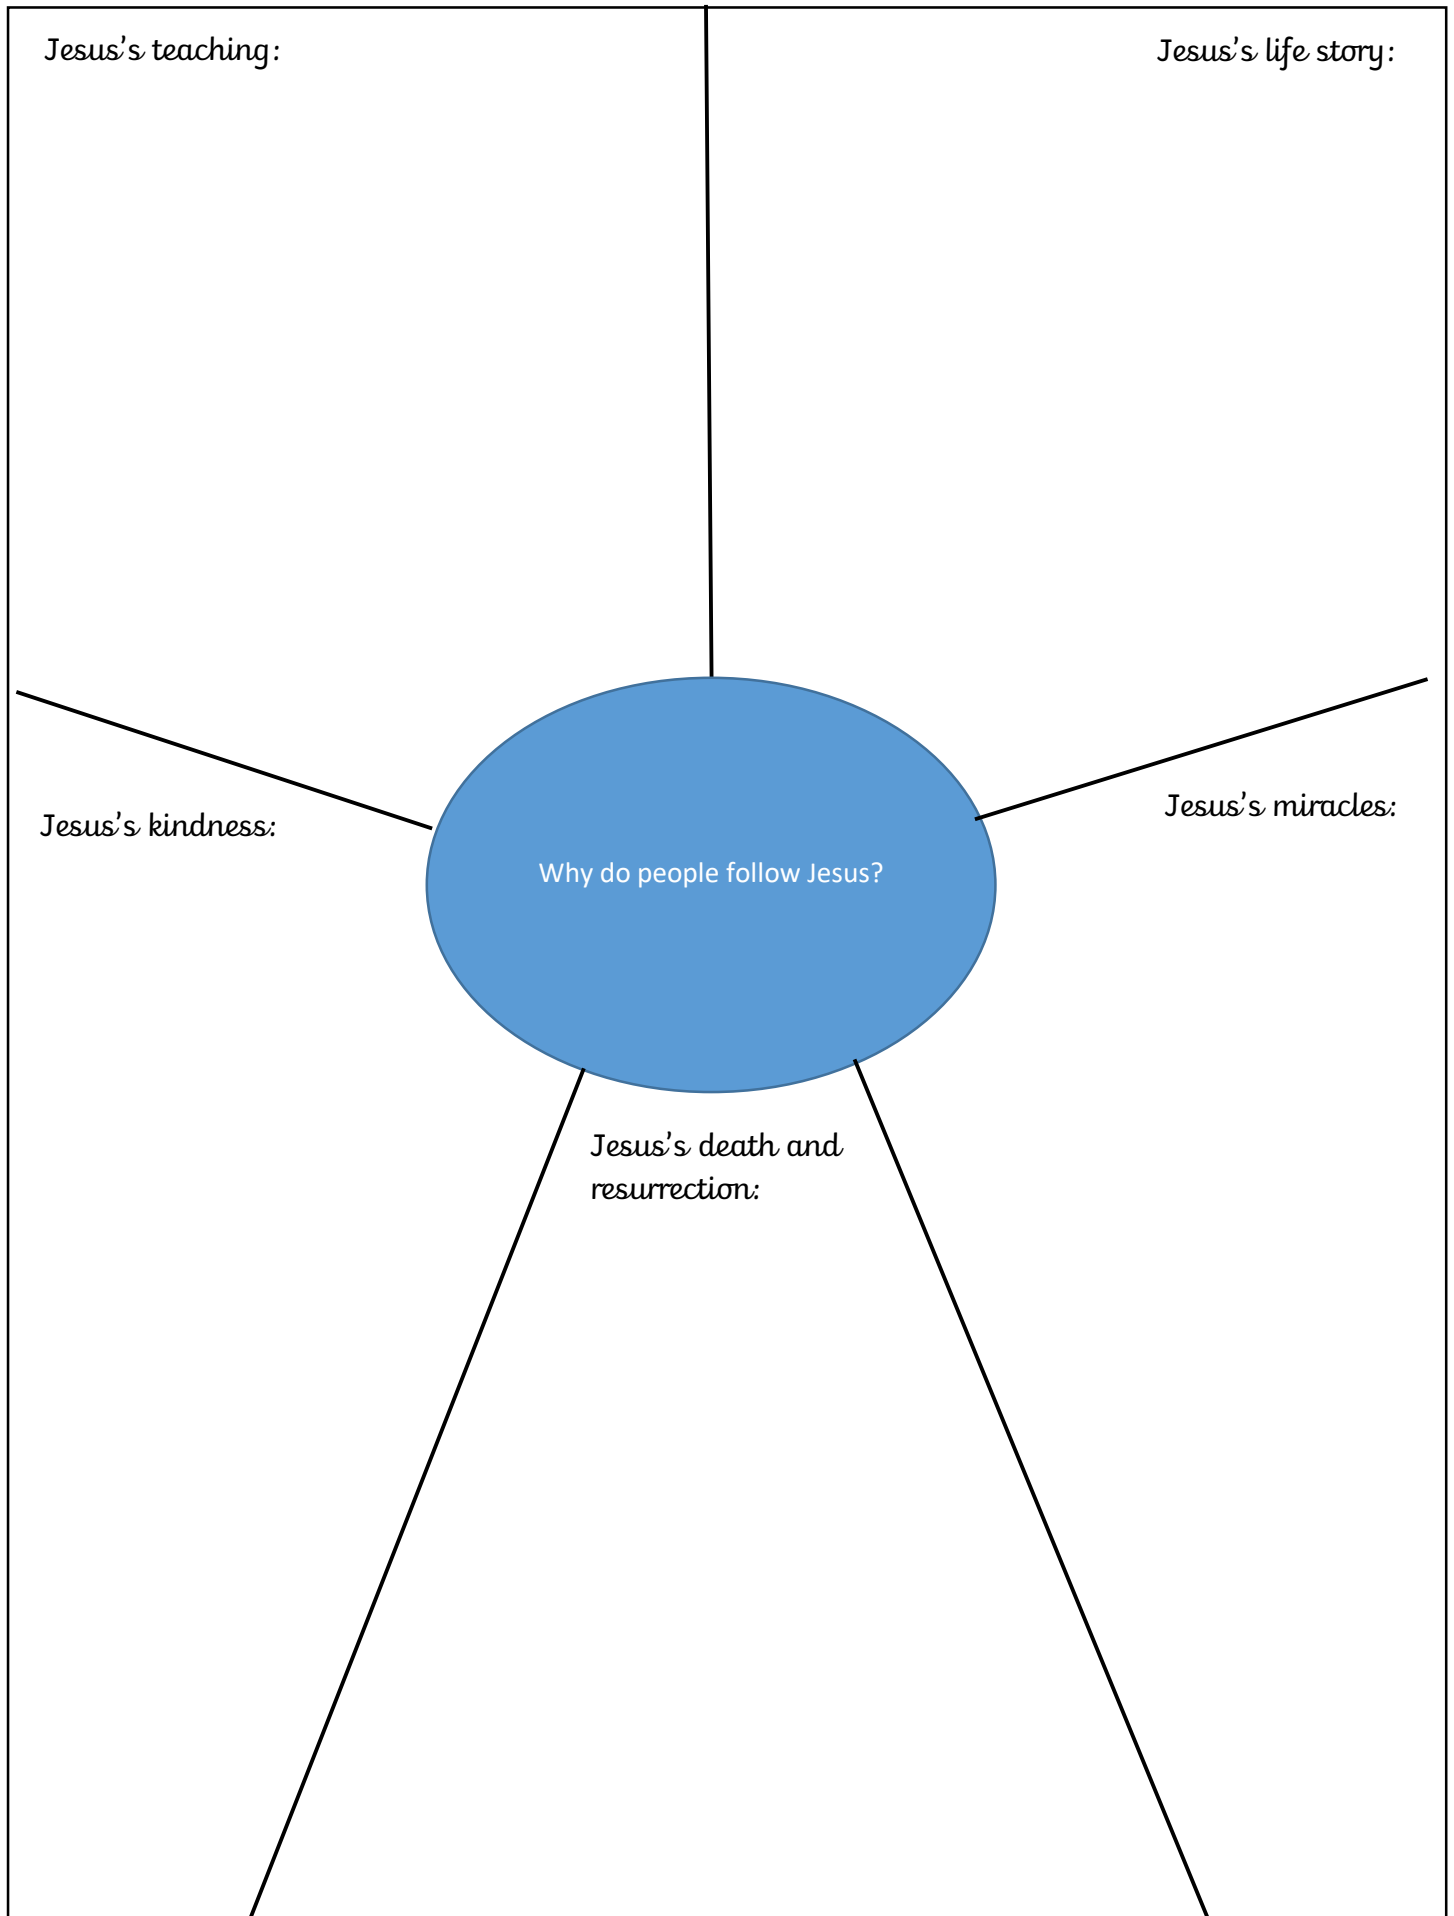 Jesus’s teaching:
Jesus’s life story:
Jesus’s kindness:
Jesus’s miracles:
Why do people follow Jesus?
Jesus’s death and
resurrection: